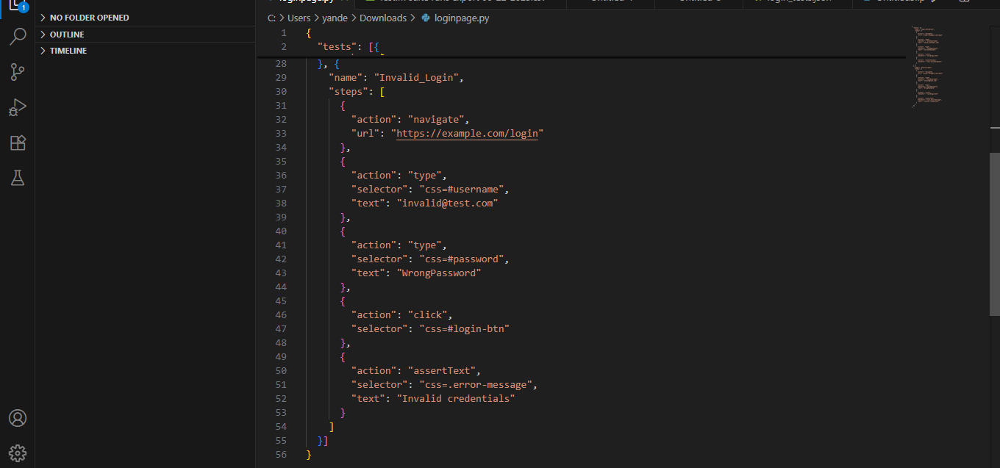 1
loginpage.py
login_tests.json
NO FOLDER OPENED
OUTLINE
TIMELINE
C: > Users > yande > Downloads > loginpage.py
1 {
2 "tests": [{
28 }, {
29 "name": "Invalid_Login",
30 "steps": [
31 {
32 "action": "navigate",
33 "url": "https://example.com/login"
34 },
35 {
36 "action": "type",
37 "selector": "css=#username",
38 "text": "invalid@test.com"
39 },
40 {
41 "action": "type",
42 "selector": "css=#password",
43 "text": "WrongPassword"
44 },
45 {
46 "action": "click",
47 "selector": "css=#login-btn"
48 },
49 {
50 "action": "assertText",
51 "selector": "css=.error-message",
52 "text": "Invalid credentials"
53 }
54 ]
55 }]
56 }